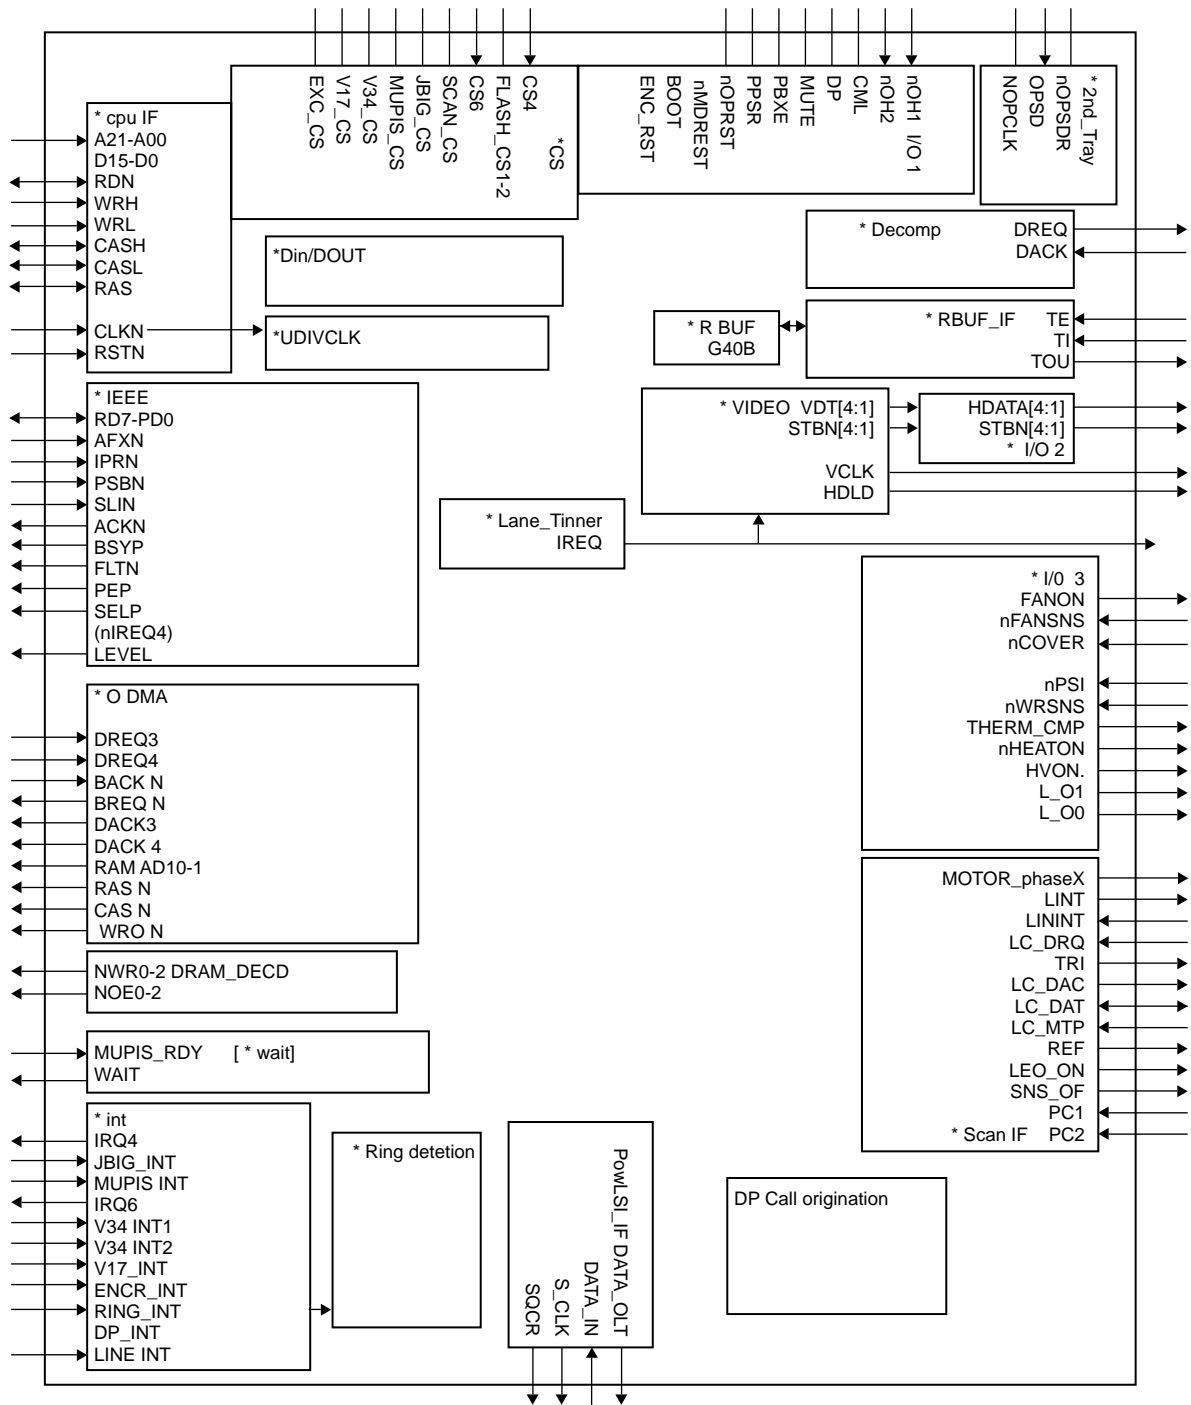 * cpu IF
A21-A00
D15-D0
RDN
WRH
WRL
CASH
CASL
RAS
CLKN
RSTN
EXC_CS
V17_CS
V34_CS
MUPIS_CS
JBIG_CS
SCAN_CS
CS6
FLASH_CS1-2
CS4
*CS
ENC_RST
BOOT
nMDREST
nOPRST
PPSR
PBXE
MUTE
DP
CML
nOH2
nOH1 I/O 1
NOPCLK
OPSD
nOPSDR
* 2nd_Tray
*Din/DOUT
*UDIVCLK
* Decomp DREQ
DACK
* R BUF
G40B
* RBUF_IF TE
TI
TOU
* VIDEO VDT[4:1]
STBN[4:1]
VCLK
HDLD
HDATA[4:1]
STBN[4:1]
* I/O 2
* Lane_Tinner
IREQ
* IEEE
RD7-PD0
AFXN
IPRN
PSBN
SLIN
ACKN
BSYP
FLTN
PEP
SELP
(nIREQ4)
LEVEL
* I/0 3
FANON
nFANSNS
nCOVER
nPSI
nWRSNS
THERM_CMP
nHEATON
HVON.
L_O1
L_O0
* O DMA
DREQ3
DREQ4
BACK N
BREQ N
DACK3
DACK 4
RAM AD10-1
RAS N
CAS N
WRO N
NWR0-2 DRAM_DECD
NOE0-2
MUPIS_RDY [ * wait]
WAIT
MOTOR_phaseX
LINT
LININT
LC_DRQ
TRI
LC_DAC
LC_DAT
LC_MTP
REF
LEO_ON
SNS_OF
PC1
* Scan IF PC2
* int
IRQ4
JBIG_INT
MUPIS INT
IRQ6
V34 INT1
V34 INT2
V17_INT
ENCR_INT
RING_INT
DP_INT
LINE INT
* Ring detetion
SQCR
S_CLK
DATA_IN
PowLSI_IF DATA_OLT
DP Call origination